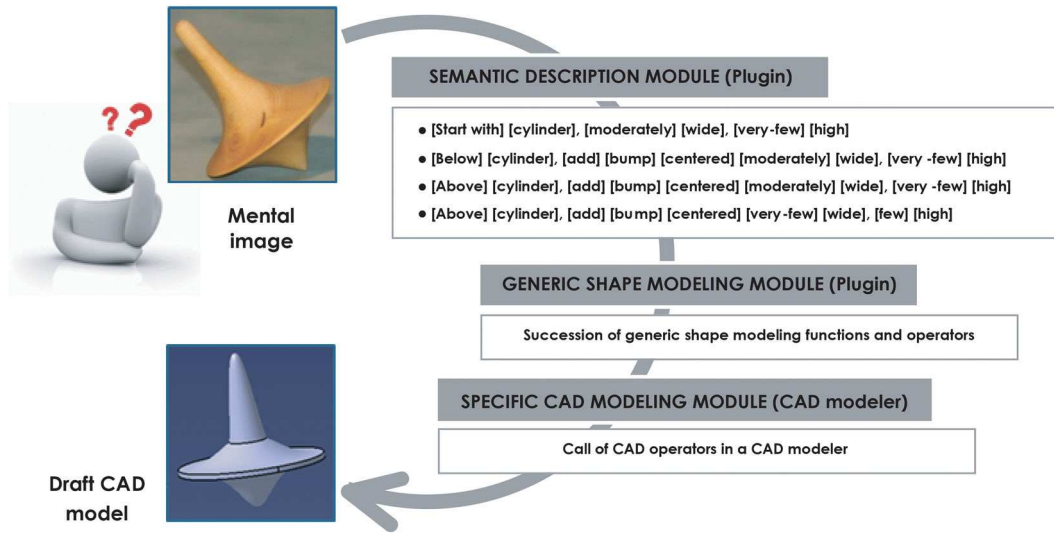 ? ?
Mental
image
SEMANTIC DESCRIPTION MODULE (Plugin)
• [Start with] [cylinder], [moderately] [wide], [very-few] [high]
• [Below] [cylinder], [add] [bump] [centered] [moderately] [wide], [very -few] [high]
• [Above] [cylinder], [add] [bump] [centered] [moderately] [wide], [very -few] [high]
• [Above] [cylinder], [add] [bump] [centered] [very-few] [wide], [few] [high]
GENERIC SHAPE MODELING MODULE (Plugin)
Succession of generic shape modeling functions and operators
SPECIFIC CAD MODELING MODULE (CAD modeler)
Call of CAD operators in a CAD modeler
Draft CAD
model